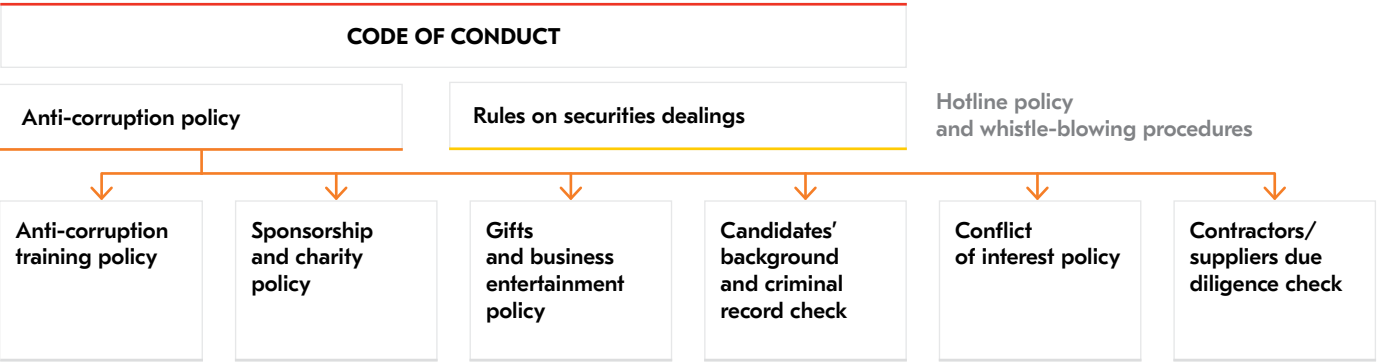 CODE OF CONDUCT
Anti-corruption policy
Rules on securities dealings
Hotline policy
and whistle-blowing procedures
Anti-corruption
training policy
Sponsorship
and charity
policy
Gifts
and business
entertainment
policy
Candidates’
background
and criminal
record check
Conflict
of interest policy
Contractors/
suppliers due
diligence check